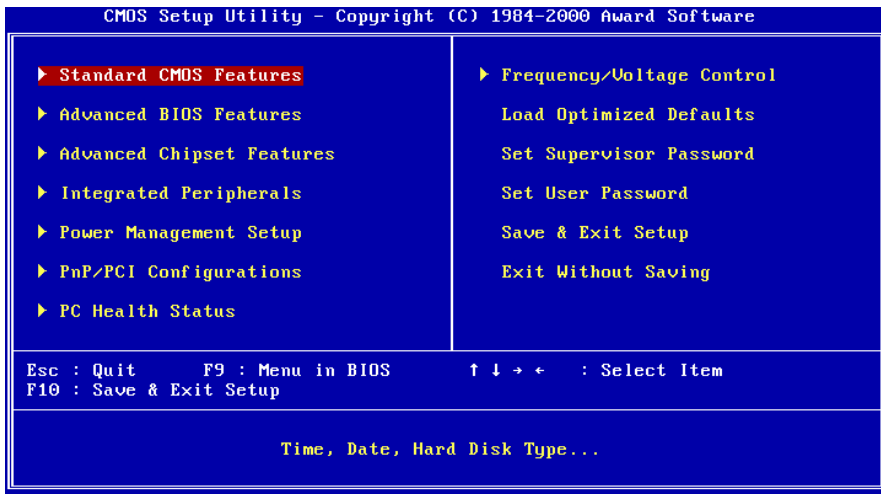 CMOS Setup Utility - Copyright (C) 1984-2000 Award Software
▶ Standard CMOS Features
▶ Advanced BIOS Features
▶ Advanced Chipset Features
▶ Integrated Peripherals
▶ Power Management Setup
▶ PnP/PCI Configurations
▶ PC Health Status
▶ Frequency/Voltage Control
Load Optimized Defaults
Set Supervisor Password
Set User Password
Save & Exit Setup
Exit Without Saving
Esc : Quit F9 : Menu in BIOS ↑ ↓ → ← : Select Item
F10 : Save & Exit Setup
Time, Date, Hard Disk Type...